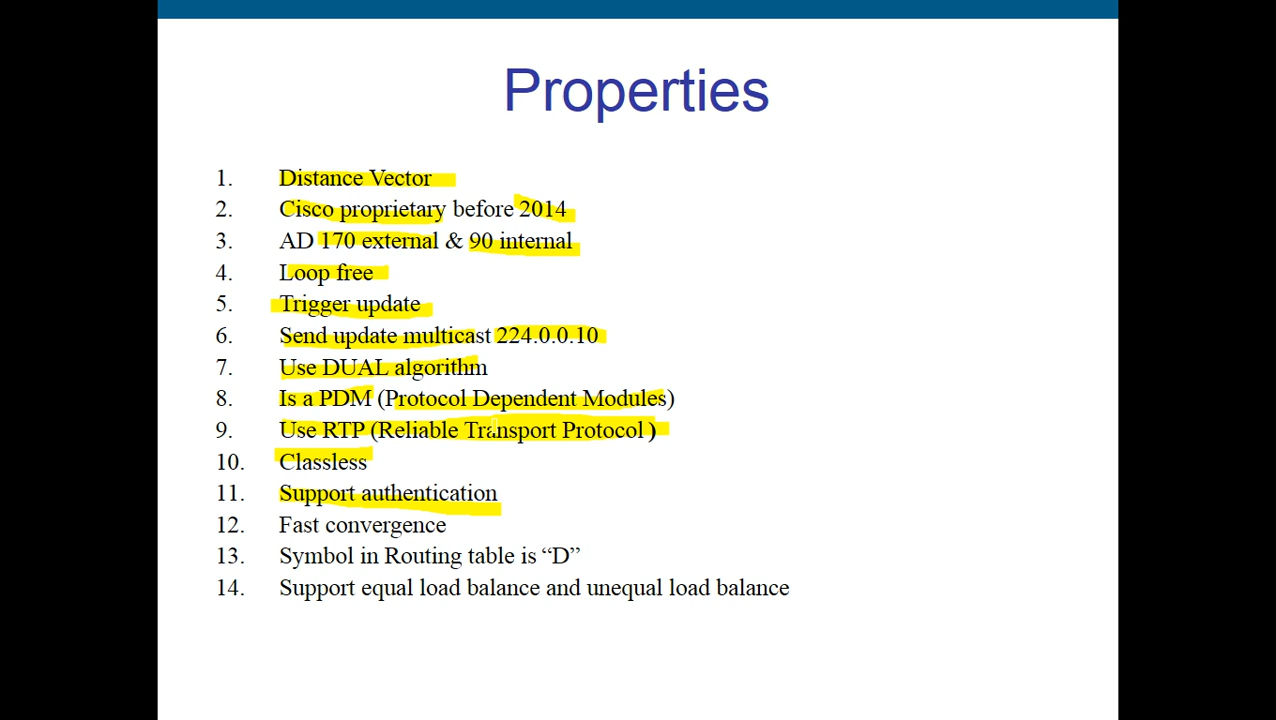 Properties
1. Distance Vector
2. Cisco proprietary before 2014
3. AD 170 external & 90 internal
4. Loop free
5. Trigger update
6. Send update multicast 224.0.0.10
7. Use DUAL algorithm
8. Is a PDM (Protocol Dependent Modules)
9. Use RTP (Reliable Transport Protocol )
10. Classless
11. Support authentication
12. Fast convergence
13. Symbol in Routing table is “D”
14. Support equal load balance and unequal load balance